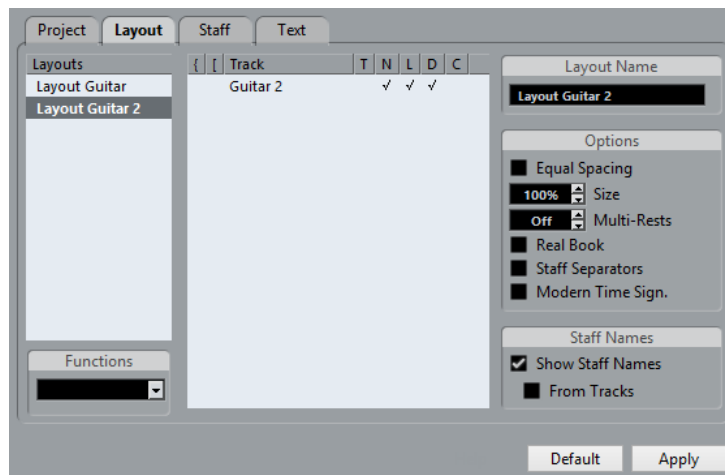 Project Layout Staff Text
Layouts
Layout Guitar
Layout Guitar 2
Functions
{ [ Track T N L D C
Guitar 2 √ √ √
Layout Name
Layout Guitar 2
Options
Equal Spacing
100% Size
Off Multi-Rests
Real Book
Staff Separators
Modern Time Sign.
Staff Names
Show Staff Names
From Tracks
Default Apply